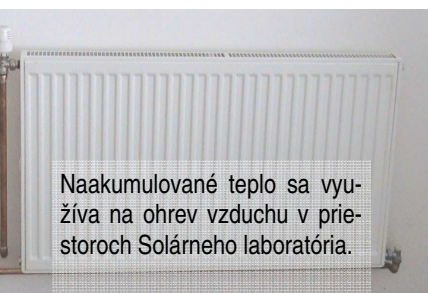 Naakumulované teplo sa vyu-
žíva na ohrev vzduchu v prie-
storoch Solárneho laboratória.